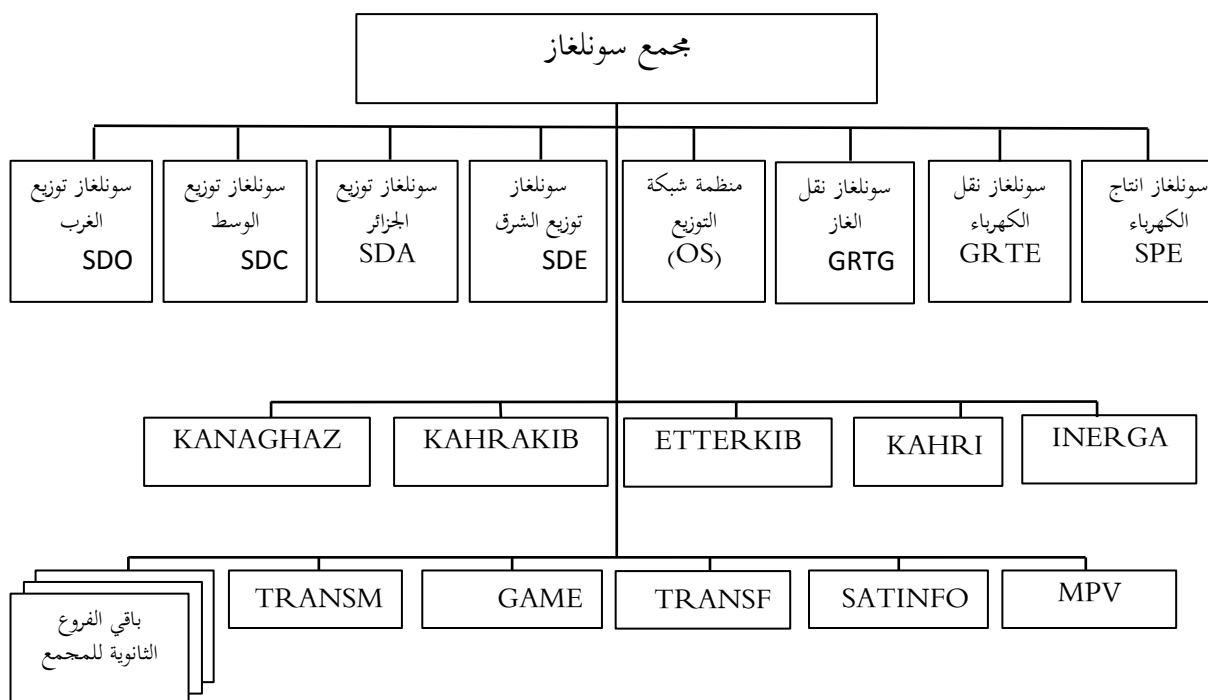 مجمع سونلغاز
سونلغاز انتاج
الكهرباء
SPE
سونلغاز نقل
الكهرباء
GRTE
سونلغاز نقل
الغاز
GRTG
منظمة شبكة
التوزيع
(OS)
سونلغاز
توزيع الشرق
SDE
سونلغاز توزيع
الجزائر
SDA
سونلغاز توزيع
الوسط
SDC
سونلغاز توزيع
الغرب
SDO
INERGA
KAHRI
ETTERKIB
KAHRAKIB
KANAGHAZ
MPV
SATINFO
TRANSF
GAME
TRANSM
باقي الفروع
الثانوية للمجمع